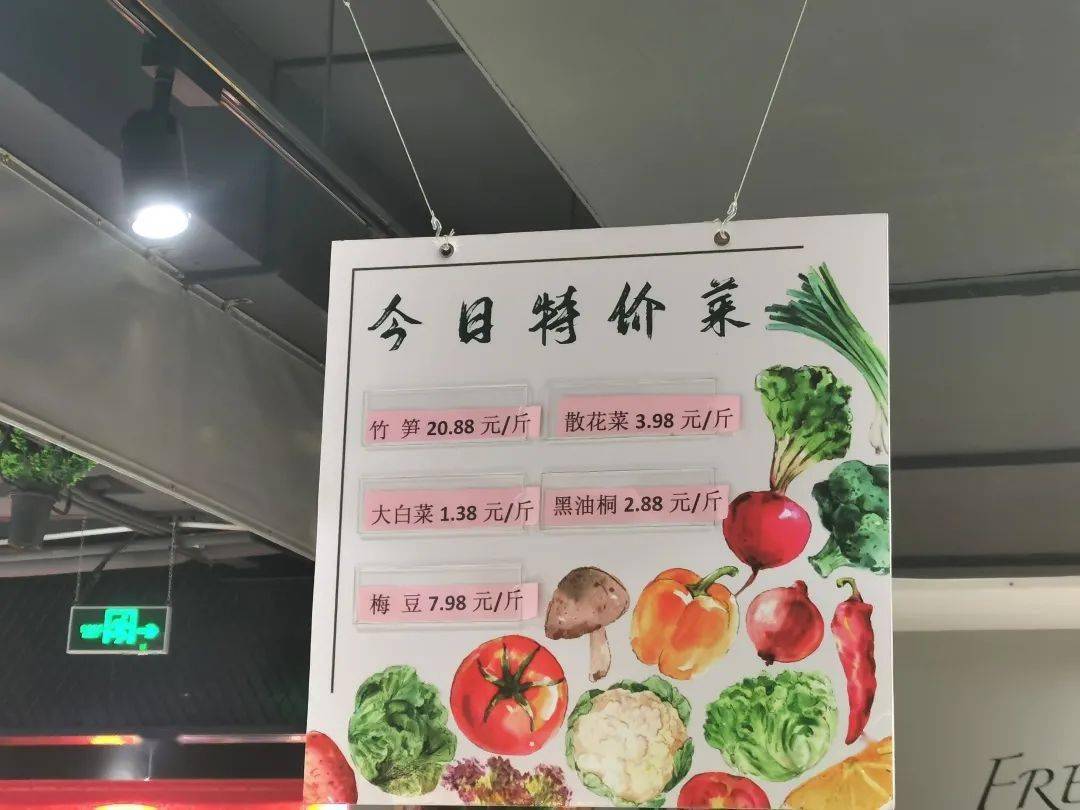 今日特价菜
竹 笋 20.88 元/斤
散花菜 3.98 元/斤
大白菜 1.38 元/斤
黑油桐 2.88 元/斤
梅 豆 7.98 元/斤
FRE